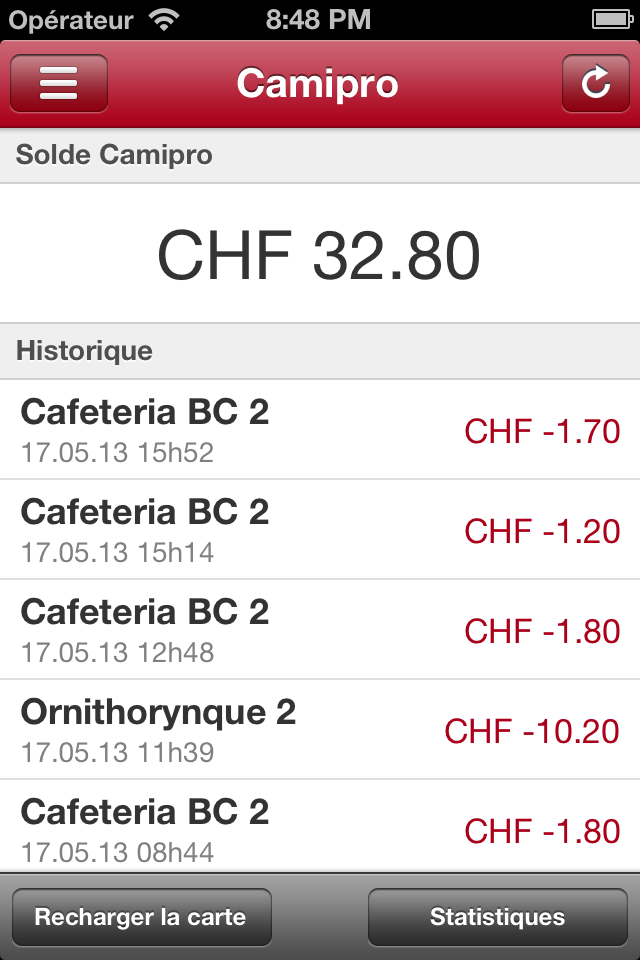 Opérateur 8:48 PM
Camipro
Solde Camipro
CHF 32.80
Historique
Cafeteria BC 2
CHF -1.70
17.05.13 15h52
Cafeteria BC 2
CHF -1.20
17.05.13 15h14
Cafeteria BC 2
CHF -1.80
17.05.13 12h48
Ornithorynque 2
CHF -10.20
17.05.13 11h39
Cafeteria BC 2
CHF -1.80
17.05.13 08h44
Recharger la carte Statistiques